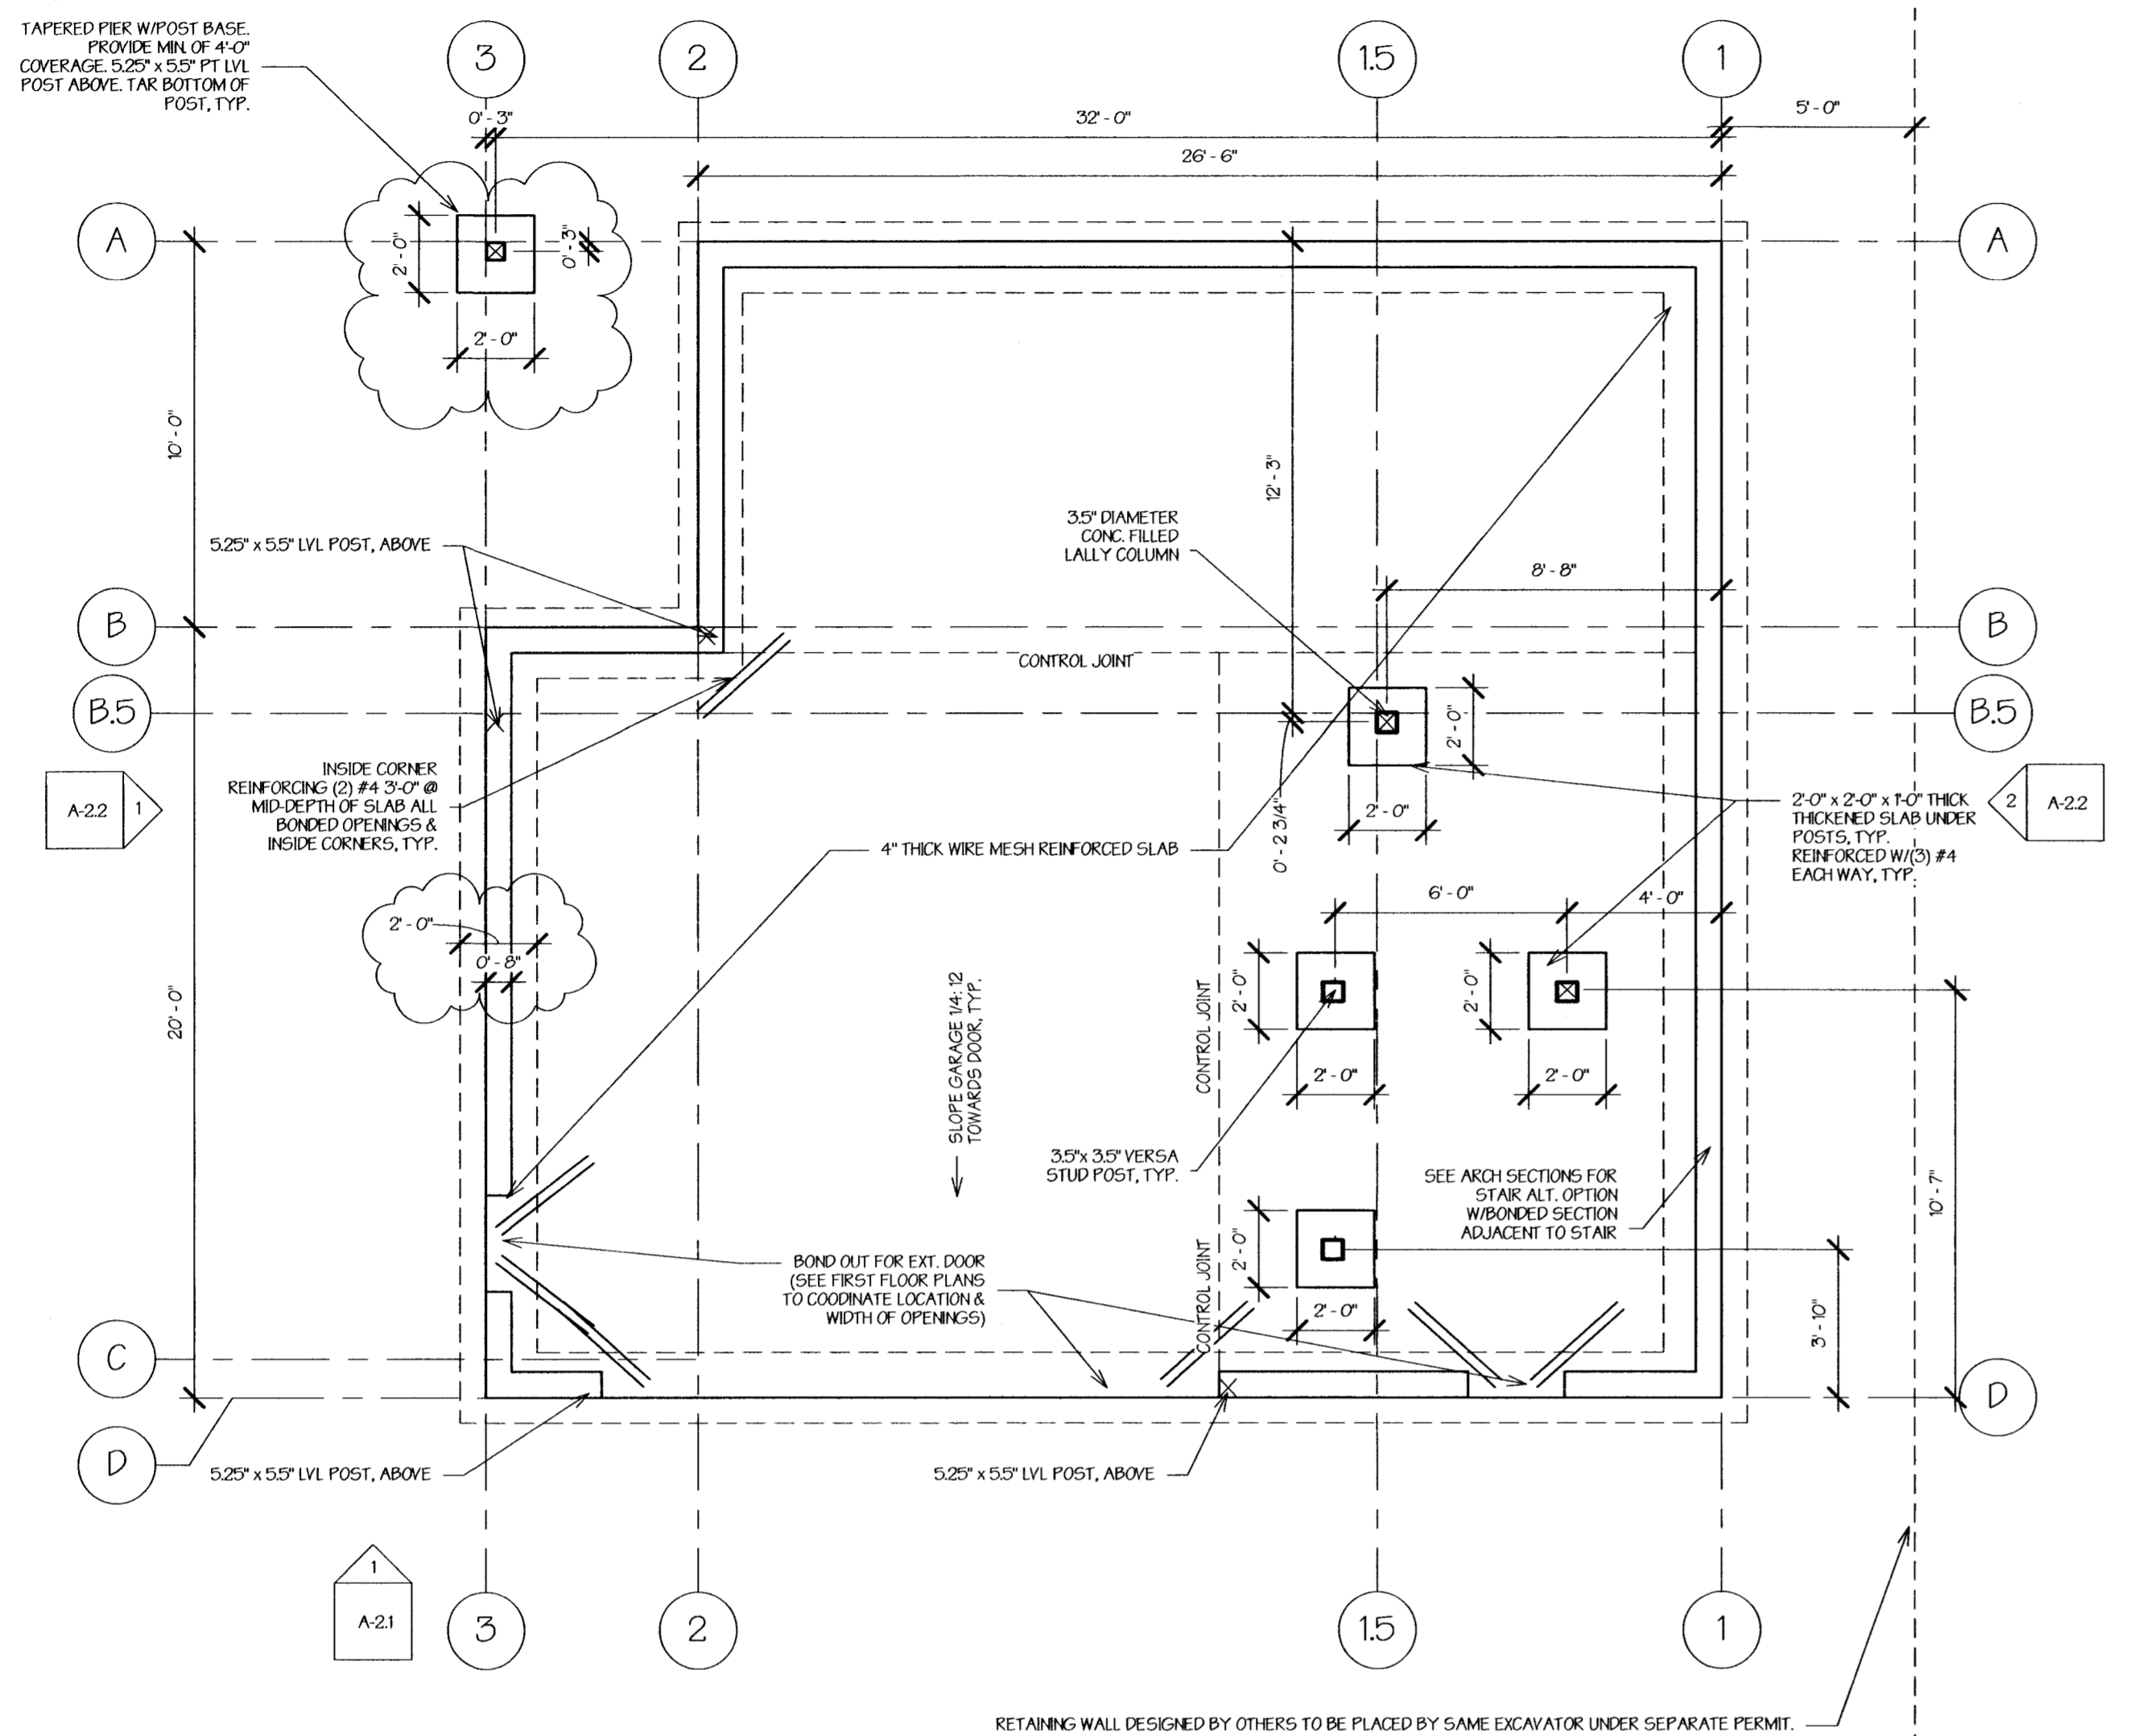 TAPERED PIER W/POST BASE.
PROVIDE MIN. OF 4'-0"
COVERAGE. 5.25" x 5.5" PT LVL
POST ABOVE. TAR BOTTOM OF
POST, TYP.
3
2
1.5
1
0' - 3"
32' - 0"
5' - 0"
26' - 6"
A
2' - 0"
0' - 3"
A
2' - 0"
10' - 0"
12' - 3"
3.5" DIAMETER
CONC. FILLED
LALLY COLUMN
5.25" x 5.5" LVL POST, ABOVE
8' - 8"
B
B
CONTROL JOINT
B.5
B.5
2' - 0"
INSIDE CORNER
REINFORCING (2) #4 3'-0" @
MID-DEPTH OF SLAB ALL
BONDED OPENINGS &
INSIDE CORNERS, TYP.
A-2.2
1
0' - 2 3/4"
2' - 0"
2'-0" x 2'-0" x 1'-0" THICK
THICKENED SLAB UNDER
POSTS, TYP.
REINFORCED W/(3) #4
EACH WAY, TYP.
2
A-2.2
4" THICK WIRE MESH REINFORCED SLAB
6' - 0"
4' - 0"
2' - 0"
0' - 8"
20' - 0"
SLOPE GARAGE 1/4: 12
TOWARDS DOOR, TYP.
CONTROL JOINT
2' - 0"
2' - 0"
2' - 0"
2' - 0"
3.5"x 3.5" VERSA
STUD POST, TYP.
SEE ARCH SECTIONS FOR
STAIR ALT. OPTION
W/BONDED SECTION
ADJACENT TO STAIR
10' - 7"
BOND OUT FOR EXT. DOOR
(SEE FIRST FLOOR PLANS
TO COODINATE LOCATION &
WIDTH OF OPENINGS)
CONTROL JOINT
2' - 0"
2' - 0"
3' - 10"
C
D
D
5.25" x 5.5" LVL POST, ABOVE
5.25" x 5.5" LVL POST, ABOVE
1
A-2.1
3
2
1.5
1
RETAINING WALL DESIGNED BY OTHERS TO BE PLACED BY SAME EXCAVATOR UNDER SEPARATE PERMIT.